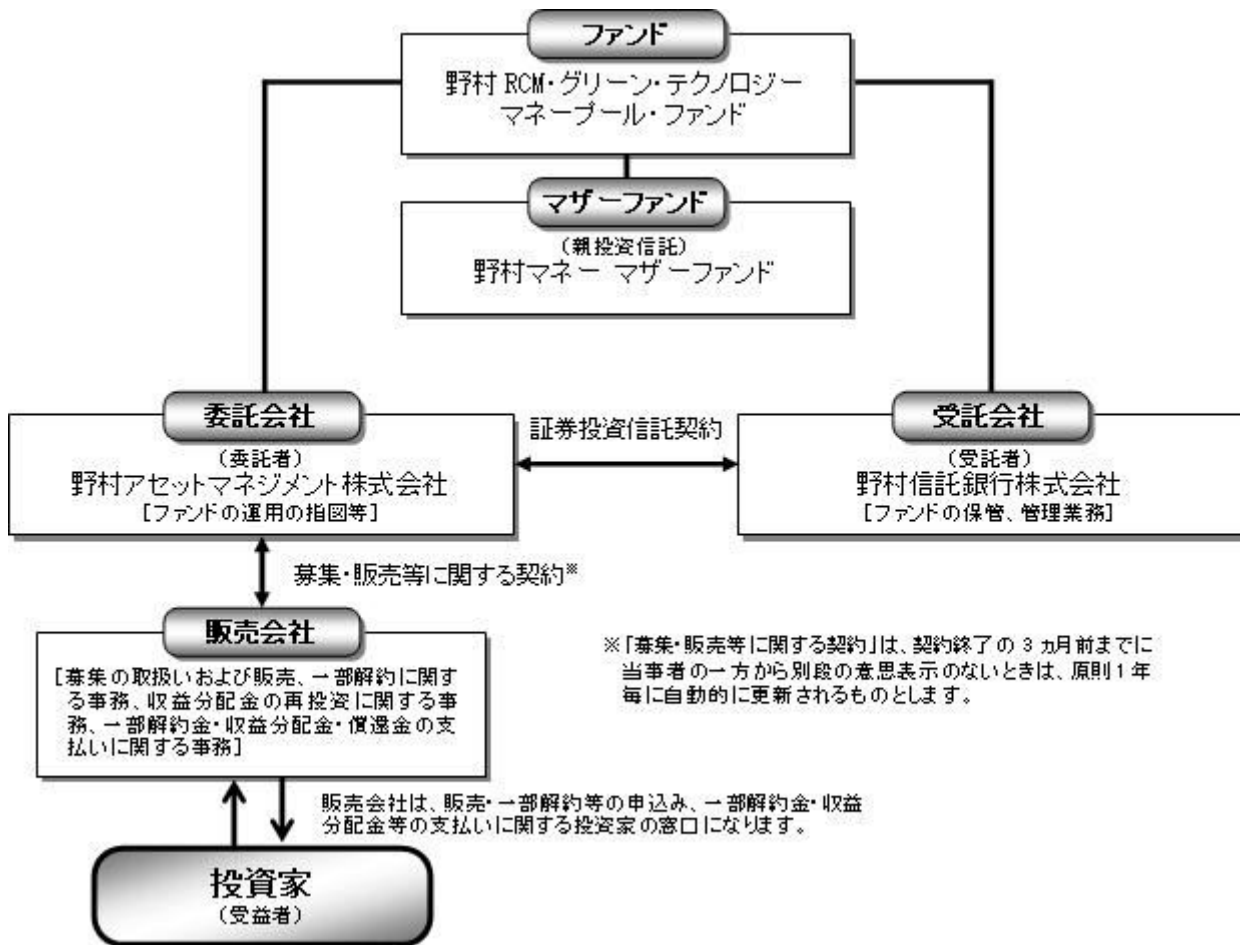 ファンド
野村 RCM・グリーン・テクノロジー
マネープール・ファンド
マザーファンド
(親投資信託)
野村マネー マザーファンド
委託会社
(委託者)
野村アセットマネジメント株式会社
[ファンドの運用の指図等]
証券投資信託契約
受託会社
(受託者)
野村信託銀行株式会社
[ファンドの保管、管理業務]
募集・販売等に関する契約※
販売会社
[募集の取扱いおよび販売、一部解約に関す
る事務、収益分配金の再投資に関する事
務、一部解約金・収益分配金・償還金の支
払いに関する事務]
※「募集・販売等に関する契約」は、契約終了の 3 ヵ月前までに
当事者の一方から別段の意思表示のないときは、原則 1 年
毎に自動的に更新されるものとします。
販売会社は、販売・一部解約等の申込み、一部解約金・収益
分配金等の支払いに関する投資家の窓口になります。
投資家
(受益者)